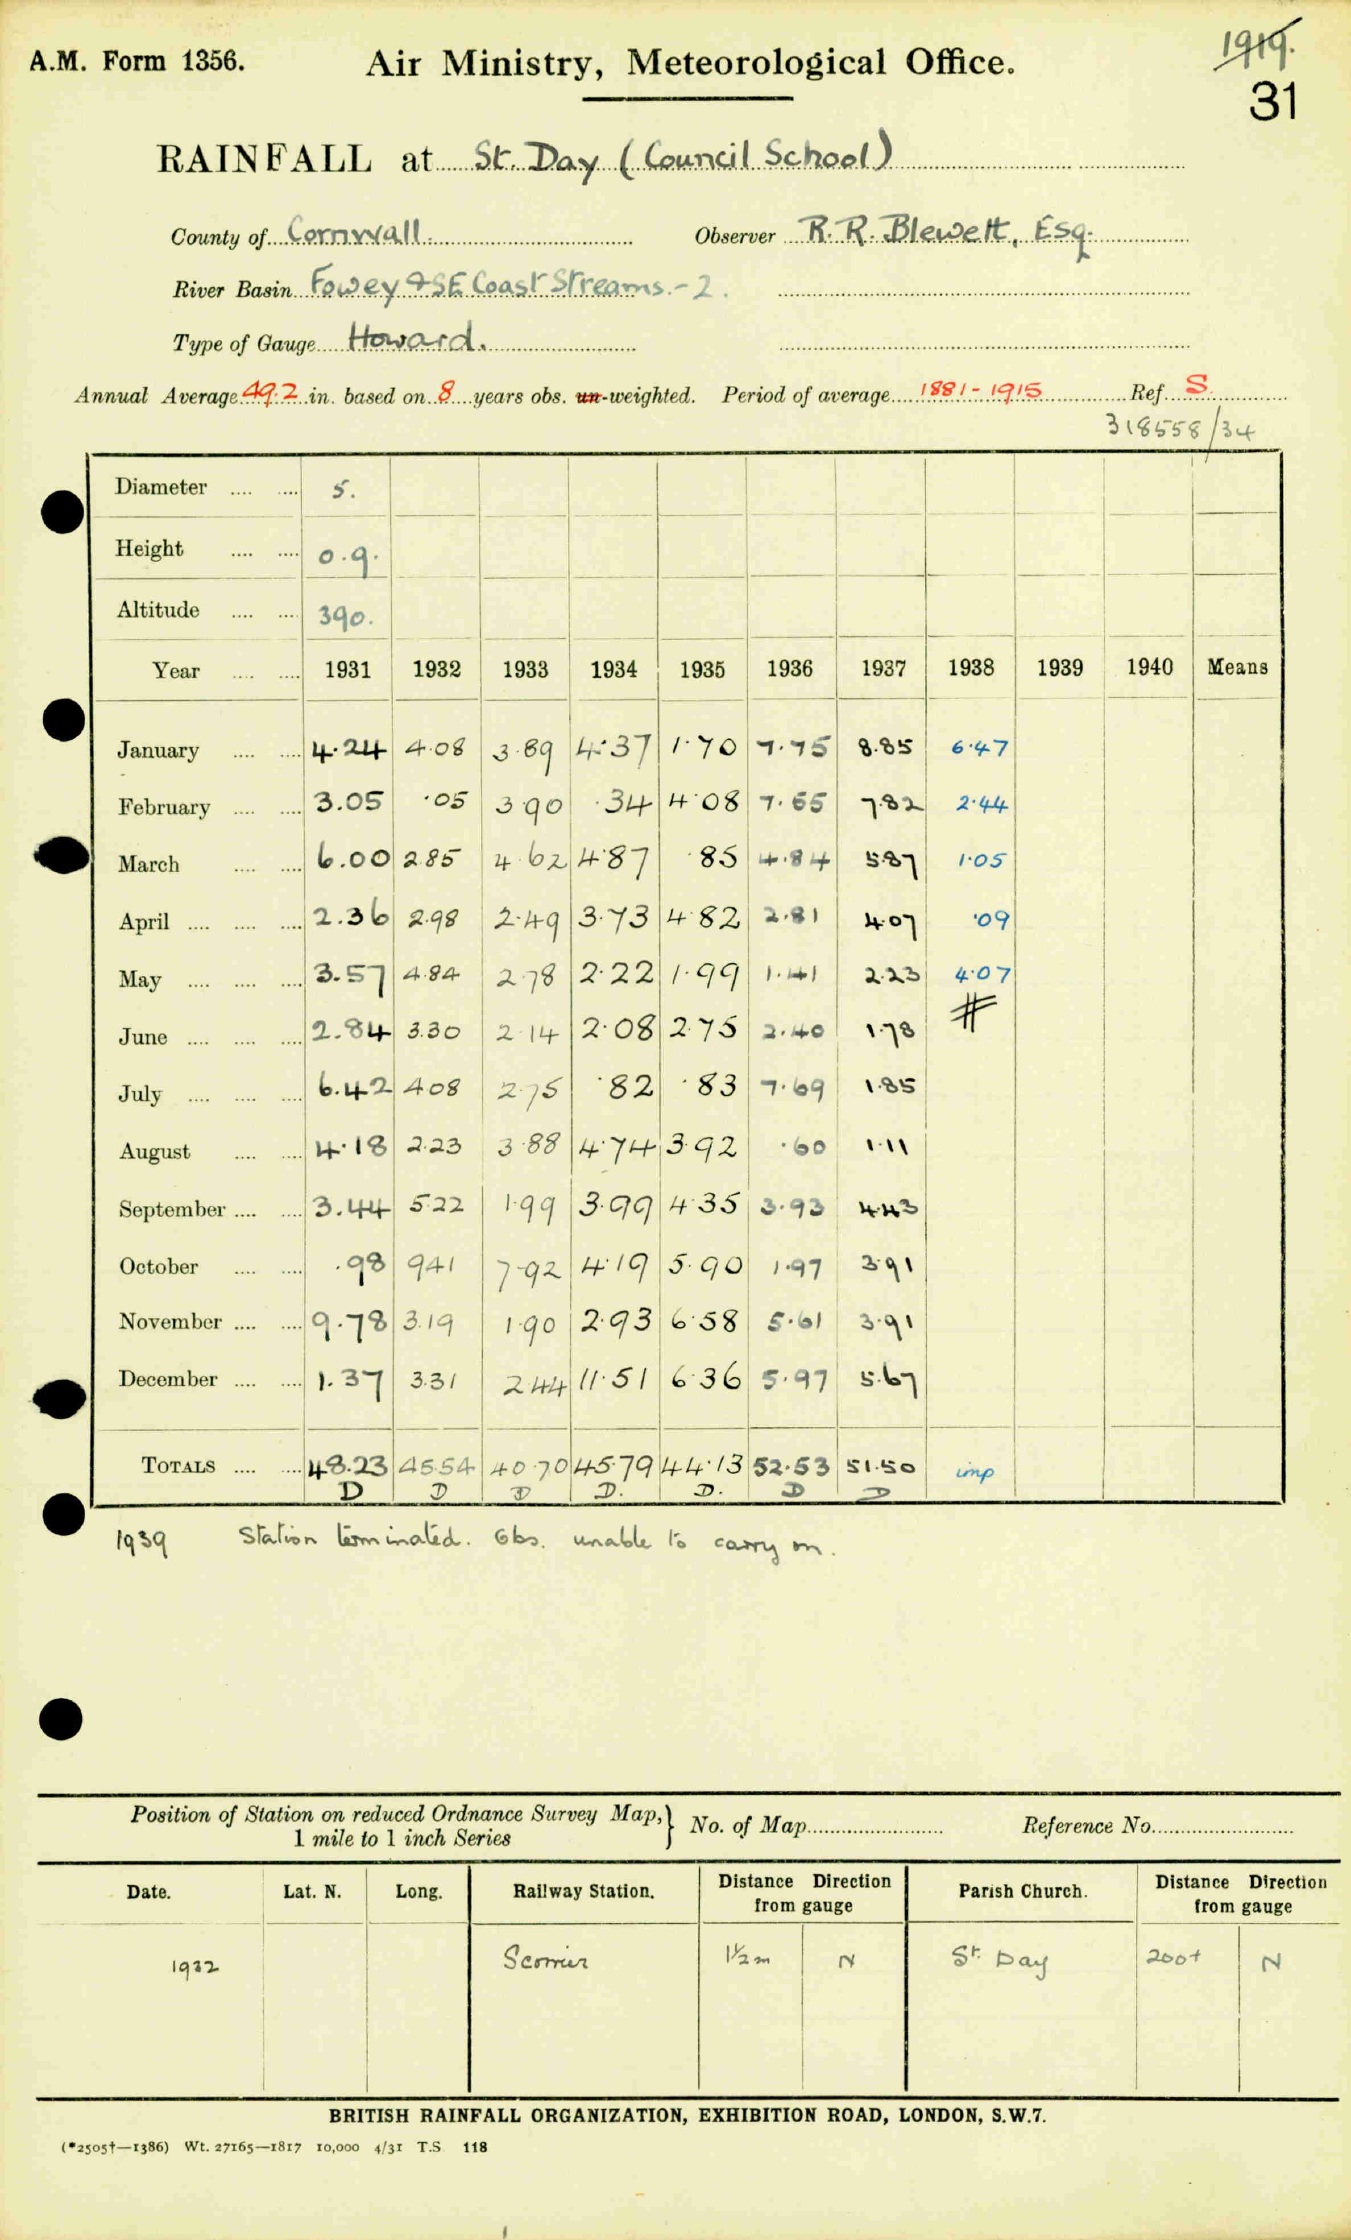 1919.
A.M. Form 1356. Air Ministry, Meteorological Office.
31
RAINFALL at St. Day (Council School)
County of Cornwall. Observer R. R. Blewett, Esq.
River Basin Fowey & SE Coast Streams.-2.
Type of Gauge Howard.
Annual Average 49.2 in. based on 8 years obs. un-weighted. Period of average 1881-1915 Ref. S.
318558/34
Diameter .... .... 5.
Height .... .... 0.9.
Altitude .... .... 390.
Year .... .... 1931 1932 1933 1934 1935 1936 1937 1938 1939 1940 Means
January .... .... 4.24 4.08 3.89 4.37 1.70 7.75 8.85 6.47
February .... .... 3.05 .05 3.90 .34 4.08 7.55 7.82 2.44
March .... .... 6.00 2.85 4.62 4.87 .85 4.84 5.87 1.05
April .... .... .... 2.36 2.98 2.49 3.73 4.82 2.81 4.07 .09
May .... .... .... 3.57 4.84 2.78 2.22 1.99 1.41 2.23 4.07
June .... .... .... 2.84 3.30 2.14 2.08 2.75 2.40 1.78 #
July .... .... .... 6.42 4.08 2.75 .82 .83 7.69 1.85
August .... .... 4.18 2.23 3.88 4.74 3.92 .60 1.11
September .... .... 3.44 5.22 1.99 3.99 4.35 3.93 4.43
October .... .... .98 9.41 7.92 4.19 5.90 1.97 3.91
November .... .... 9.78 3.19 1.90 2.93 6.58 5.61 3.91
December .... .... 1.37 3.31 2.44 11.51 6.36 5.97 5.67
TOTALS .... .... 48.23 45.54 40.70 45.79 44.13 52.53 51.50 imp
D D D D. D. D D
1939 Station terminated. Obs. unable to carry on.
Position of Station on reduced Ordnance Survey Map,} No. of Map Reference No.
1 mile to 1 inch Series
Date. Lat. N. Long. Railway Station. Distance Direction from gauge Parish Church. Distance Direction from gauge
1932 Scorrier 1½ m N St. Day 200+ N
BRITISH RAINFALL ORGANIZATION, EXHIBITION ROAD, LONDON, S.W.7.
(*2505†—1386) Wt. 27165—1817 10,000 4/31 T.S. 118